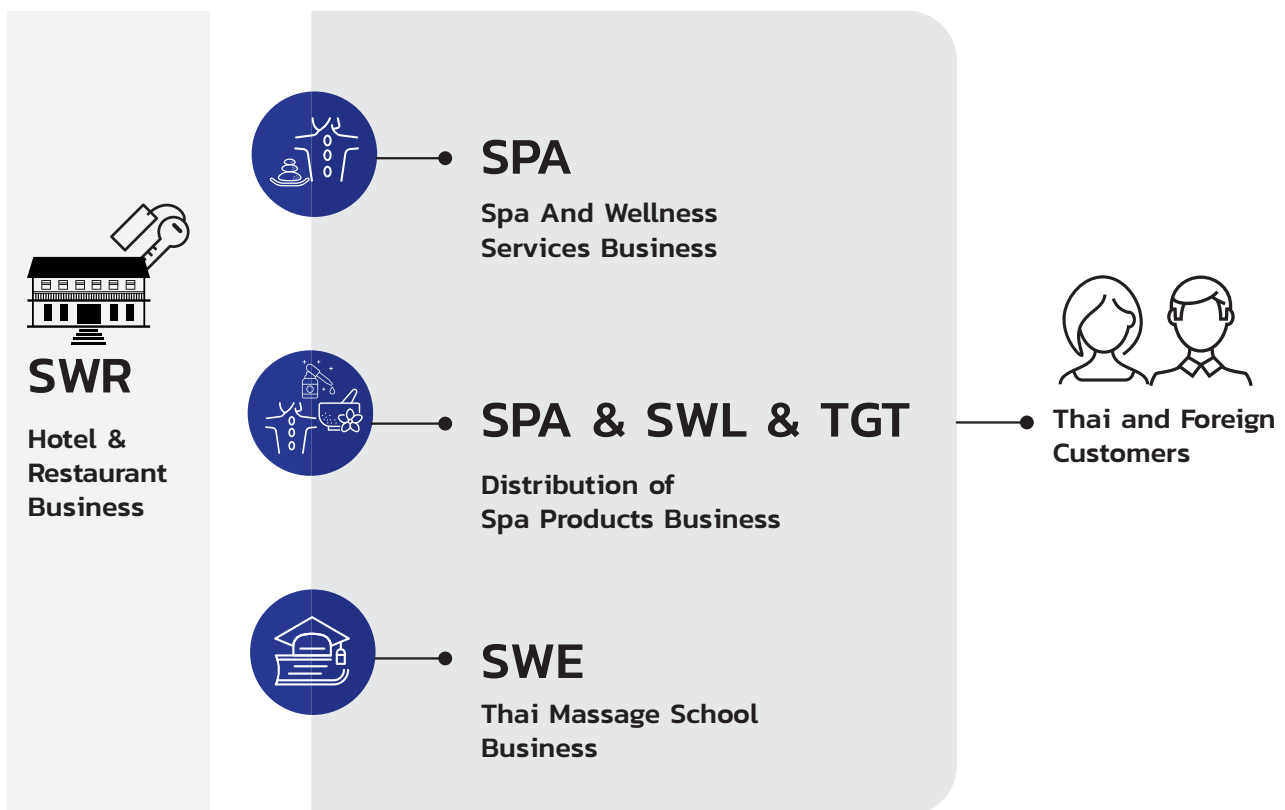 SWR
Hotel &
Restaurant
Business
SPA
Spa And Wellness
Services Business
SPA & SWL & TGT
Distribution of
Spa Products Business
SWE
Thai Massage School
Business
Thai and Foreign
Customers